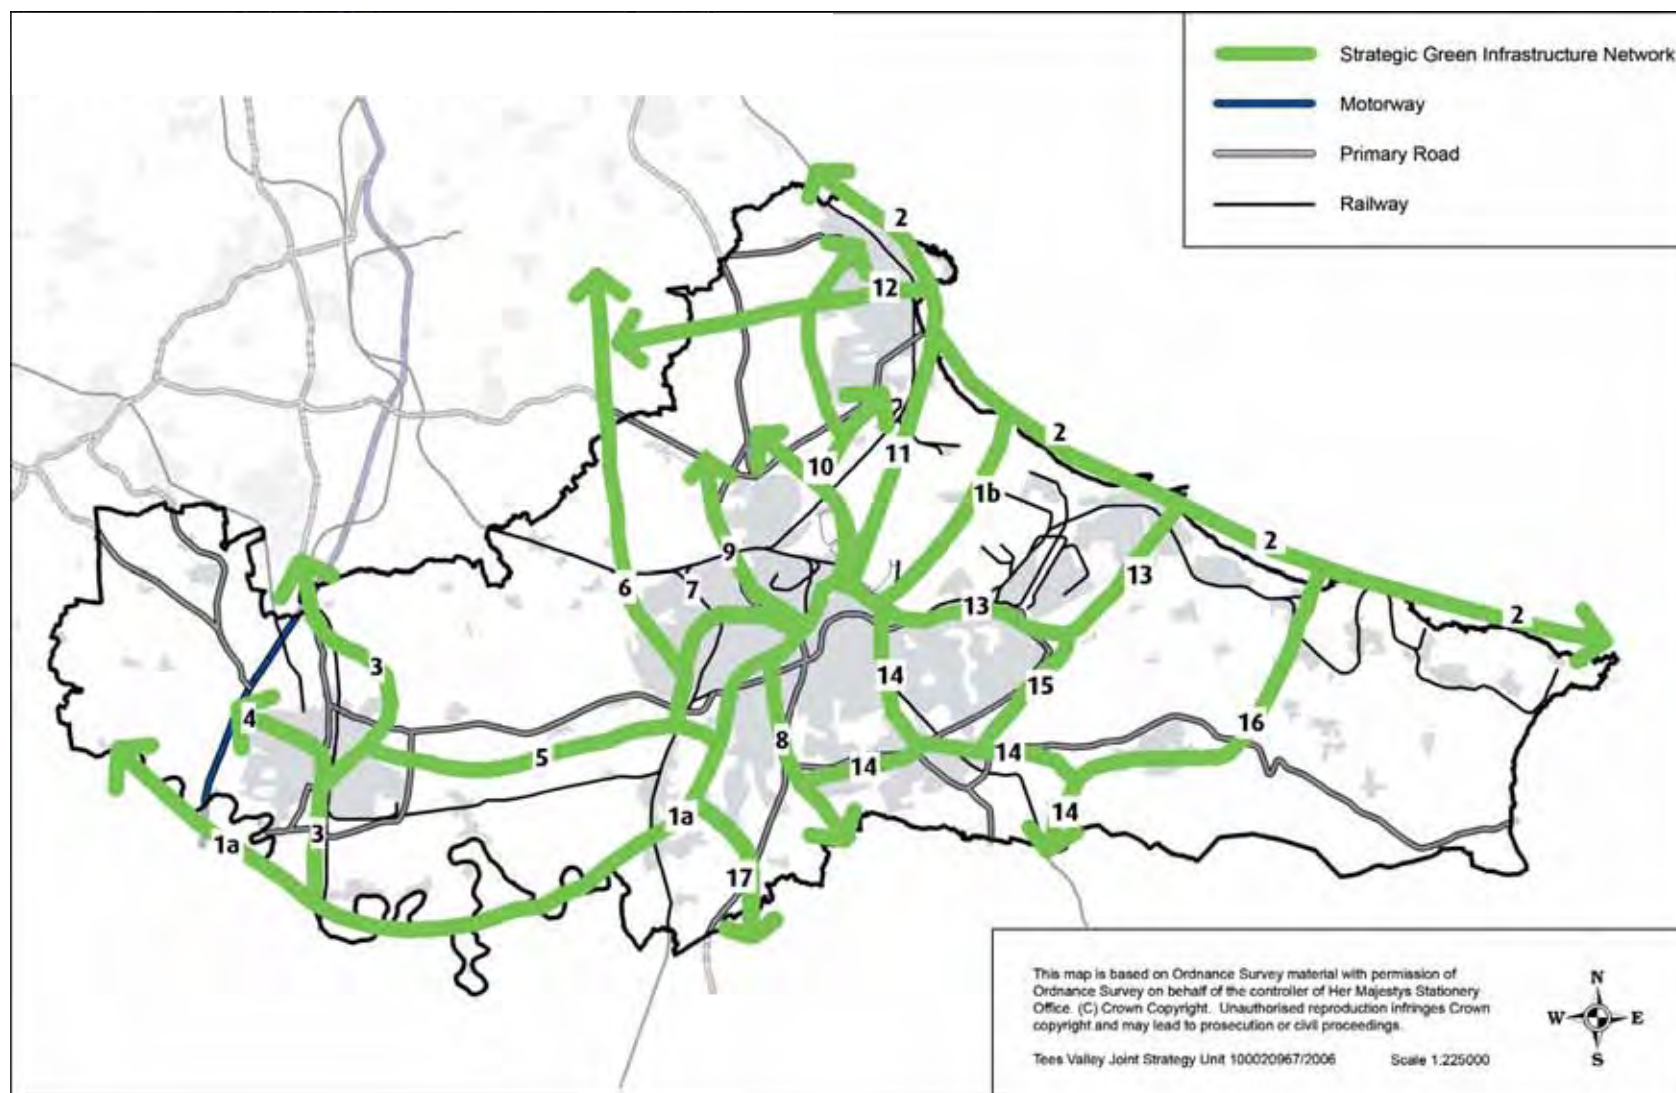 Strategic Green Infrastructure Network
Motorway
Primary Road
Railway
2
12
2
10
11
1b
2
9
13
6
7
13
2
3
14
15
4
16
8
5
14
14
1a
14
3
1a
17
This map is based on Ordnance Survey material with permission of
Ordnance Survey on behalf of the controller of Her Majestys Stationery
Office. (C) Crown Copyright. Unauthorised reproduction infringes Crown
copyright and may lead to prosecution or civil proceedings.
Tees Valley Joint Strategy Unit 100020967/2006 Scale 1:225000
N
W E
S